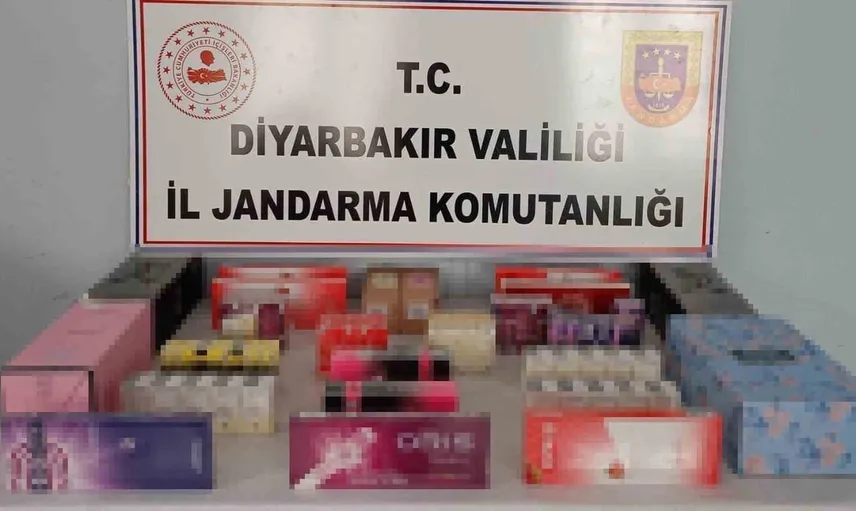 T.C.
DİYARBAKIR VALİLİĞİ
İL JANDARMA KOMUTANLIĞI